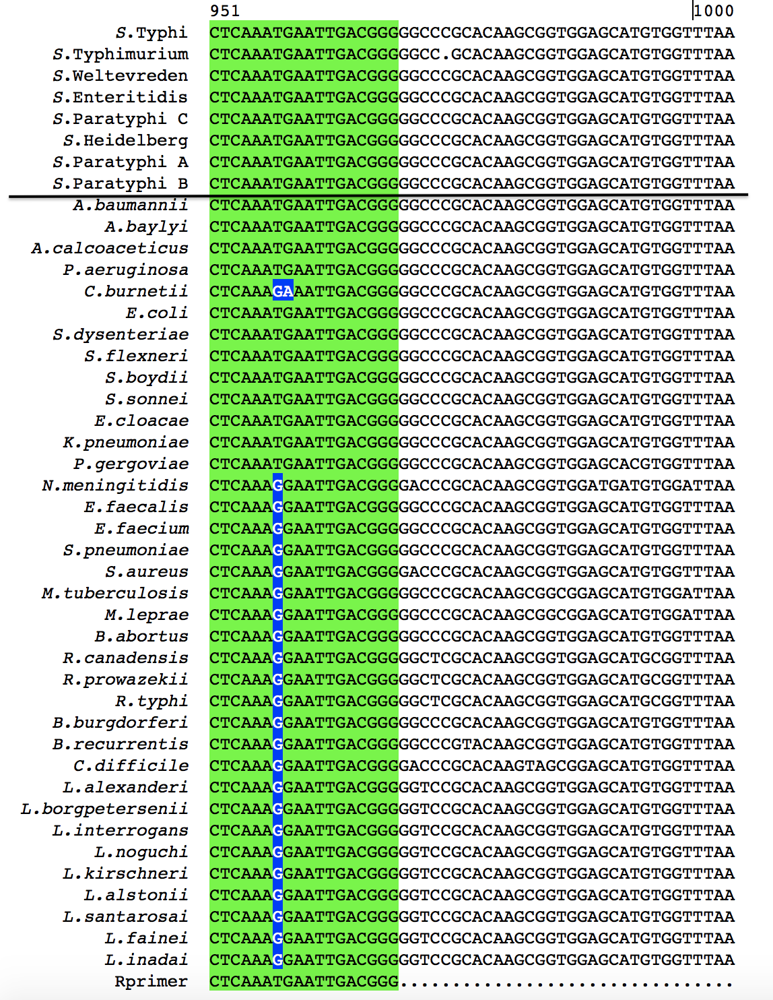 951 1000
S.Typhi CTCAAATGAATTGACGGGGGCCCGCACAAGCGGTGGAGCATGTGGTTTAA
S.Typhimurium CTCAAATGAATTGACGGGGGCC.GCACAAGCGGTGGAGCATGTGGTTTAA
S.Weltevreden CTCAAATGAATTGACGGGGGCCCGCACAAGCGGTGGAGCATGTGGTTTAA
S.Enteritidis CTCAAATGAATTGACGGGGGCCCGCACAAGCGGTGGAGCATGTGGTTTAA
S.Paratyphi C CTCAAATGAATTGACGGGGGCCCGCACAAGCGGTGGAGCATGTGGTTTAA
S.Heidelberg CTCAAATGAATTGACGGGGGCCCGCACAAGCGGTGGAGCATGTGGTTTAA
S.Paratyphi A CTCAAATGAATTGACGGGGGCCCGCACAAGCGGTGGAGCATGTGGTTTAA
S.Paratyphi B CTCAAATGAATTGACGGGGGCCCGCACAAGCGGTGGAGCATGTGGTTTAA
A.baumannii CTCAAATGAATTGACGGGGGCCCGCACAAGCGGTGGAGCATGTGGTTTAA
A.baylyi CTCAAATGAATTGACGGGGGCCCGCACAAGCGGTGGAGCATGTGGTTTAA
A.calcoaceticus CTCAAATGAATTGACGGGGGCCCGCACAAGCGGTGGAGCATGTGGTTTAA
P.aeruginosa CTCAAATGAATTGACGGGGGCCCGCACAAGCGGTGGAGCATGTGGTTTAA
C.burnetii CTCAAAGAAATTGACGGGGGCCCGCACAAGCGGTGGAGCATGTGGTTTAA
E.coli CTCAAATGAATTGACGGGGGCCCGCACAAGCGGTGGAGCATGTGGTTTAA
S.dysenteriae CTCAAATGAATTGACGGGGGCCCGCACAAGCGGTGGAGCATGTGGTTTAA
S.flexneri CTCAAATGAATTGACGGGGGCCCGCACAAGCGGTGGAGCATGTGGTTTAA
S.boydii CTCAAATGAATTGACGGGGGCCCGCACAAGCGGTGGAGCATGTGGTTTAA
S.sonnei CTCAAATGAATTGACGGGGGCCCGCACAAGCGGTGGAGCATGTGGTTTAA
E.cloacae CTCAAATGAATTGACGGGGGCCCGCACAAGCGGTGGAGCATGTGGTTTAA
K.pneumoniae CTCAAATGAATTGACGGGGGCCCGCACAAGCGGTGGAGCATGTGGTTTAA
P.gergoviae CTCAAATGAATTGACGGGGGCCCGCACAAGCGGTGGAGCACGTGGTTTAA
N.meningitidis CTCAAAGGAATTGACGGGGACCCGCACAAGCGGTGGATGATGTGGATTAA
E.faecalis CTCAAAGGAATTGACGGGGGCCCGCACAAGCGGTGGAGCATGTGGTTTAA
E.faecium CTCAAAGGAATTGACGGGGGCCCGCACAAGCGGTGGAGCATGTGGTTTAA
S.pneumoniae CTCAAAGGAATTGACGGGGGCCCGCACAAGCGGTGGAGCATGTGGTTTAA
S.aureus CTCAAAGGAATTGACGGGGACCCGCACAAGCGGTGGAGCATGTGGTTTAA
M.tuberculosis CTCAAAGGAATTGACGGGGGCCCGCACAAGCGGCGGAGCATGTGGATTAA
M.leprae CTCAAAGGAATTGACGGGGGCCCGCACAAGCGGCGGAGCATGTGGATTAA
B.abortus CTCAAAGGAATTGACGGGGGCCCGCACAAGCGGTGGAGCATGTGGTTTAA
R.canadensis CTCAAAGGAATTGACGGGGGCTCGCACAAGCGGTGGAGCATGCGGTTTAA
R.prowazekii CTCAAAGGAATTGACGGGGGCTCGCACAAGCGGTGGAGCATGCGGTTTAA
R.typhi CTCAAAGGAATTGACGGGGGCTCGCACAAGCGGTGGAGCATGCGGTTTAA
B.burgdorferi CTCAAAGGAATTGACGGGGGCCCGCACAAGCGGTGGAGCATGTGGTTTAA
B.recurrentis CTCAAAGGAATTGACGGGGGCCCGTACAAGCGGTGGAGCATGTGGTTTAA
C.difficile CTCAAAGGAATTGACGGGGACCCGCACAAGTAGCGGAGCATGTGGTTTAA
L.alexanderi CTCAAAGGAATTGACGGGGGTCCGCACAAGCGGTGGAGCATGTGGTTTAA
L.borgpetersenii CTCAAAGGAATTGACGGGGGTCCGCACAAGCGGTGGAGCATGTGGTTTAA
L.interrogans CTCAAAGGAATTGACGGGGGTCCGCACAAGCGGTGGAGCATGTGGTTTAA
L.noguchi CTCAAAGGAATTGACGGGGGTCCGCACAAGCGGTGGAGCATGTGGTTTAA
L.kirschneri CTCAAAGGAATTGACGGGGGTCCGCACAAGCGGTGGAGCATGTGGTTTAA
L.alstonii CTCAAAGGAATTGACGGGGGTCCGCACAAGCGGTGGAGCATGTGGTTTAA
L.santarosai CTCAAAGGAATTGACGGGGGTCCGCACAAGCGGTGGAGCATGTGGTTTAA
L.fainei CTCAAAGGAATTGACGGGGGTCCGCACAAGCGGTGGAGCATGTGGTTTAA
L.inadai CTCAAAGGAATTGACGGGGGTCCGCACAAGCGGTGGAGCATGTGGTTTAA
Rprimer CTCAAATGAATTGACGGG................................